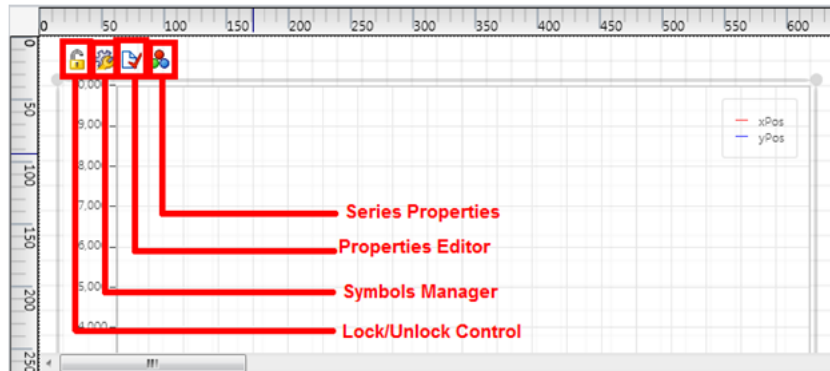 0 50 100 150 200 250 300 350 400 450 500 550 600
0
50
100
150
200
250
0,000
9,000
8,000
7,000
6,000
5,000
4,000
xPos
yPos
Series Properties
Properties Editor
Symbols Manager
Lock/Unlock Control